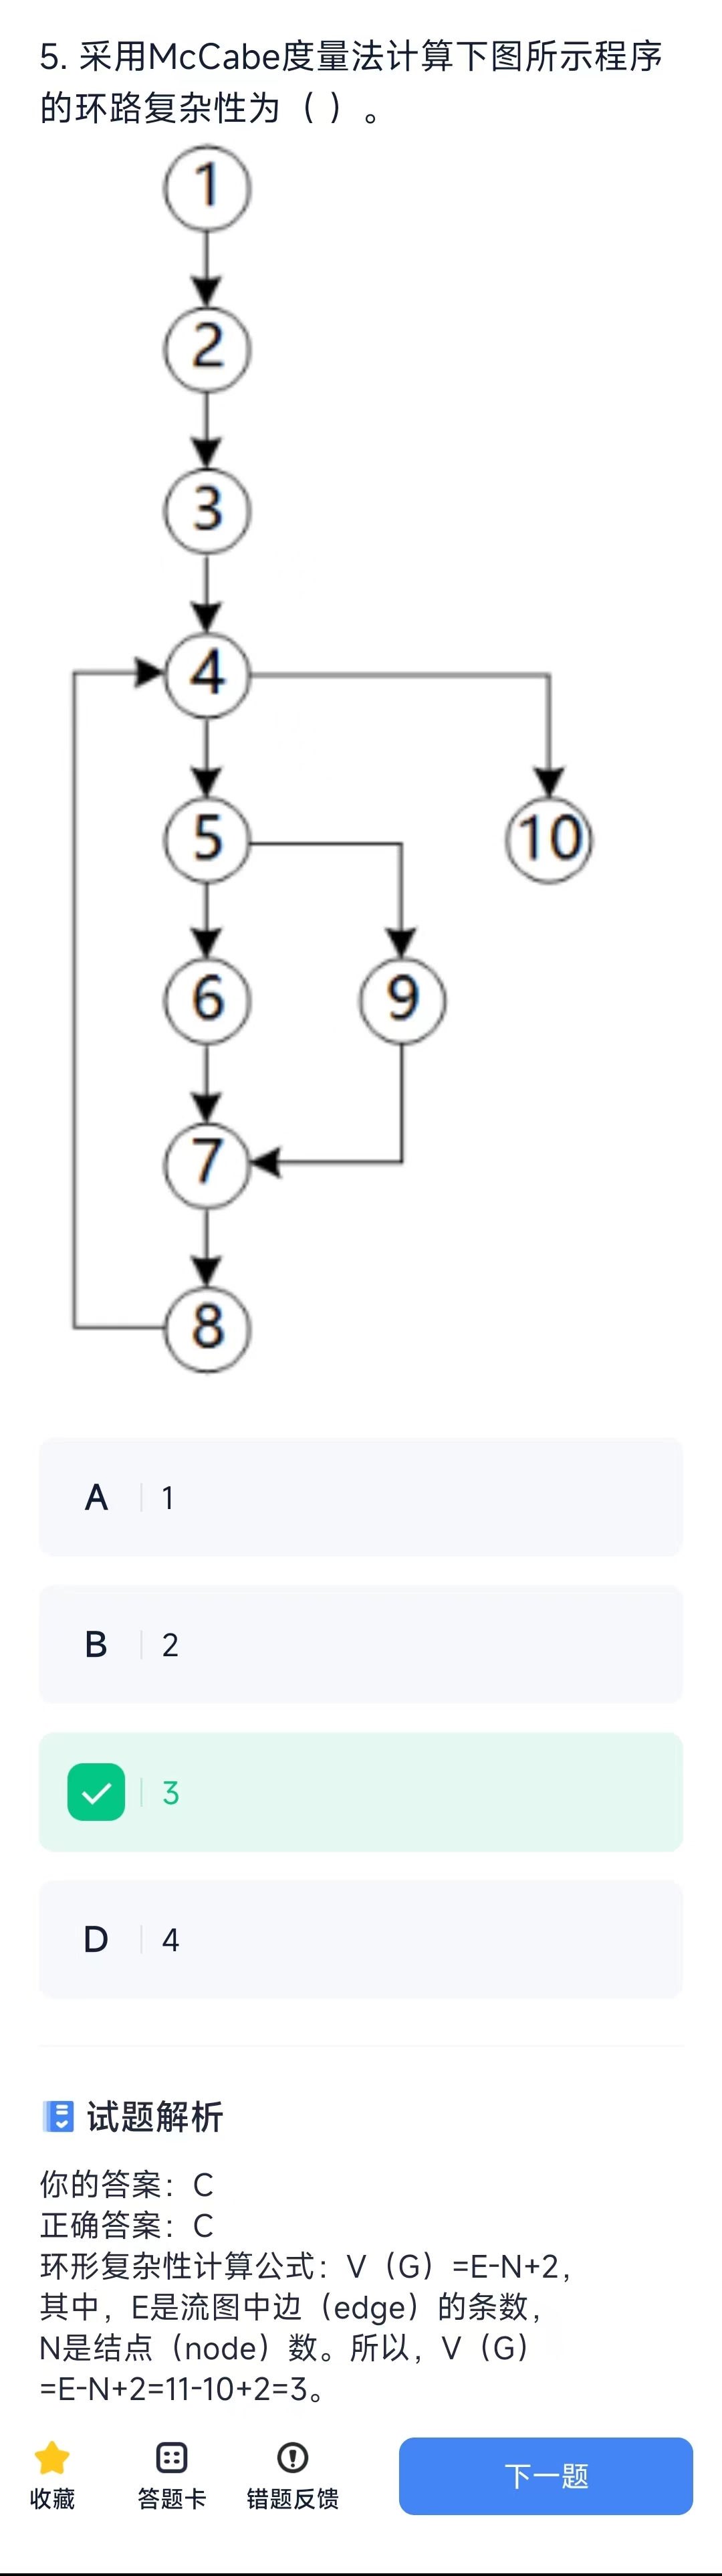 5. 采用McCabe度量法计算下图所示程序
的环路复杂性为（ ）。
1
2
3
4
5
10
6
9
7
8
A 1
B 2
3
D 4
试题解析
你的答案：C
正确答案：C
环形复杂性计算公式：V（G）=E-N+2，
其中，E是流图中边（edge）的条数，
N是结点（node）数。所以，V（G）
=E-N+2=11-10+2=3。
收藏 答题卡 错题反馈 下一题